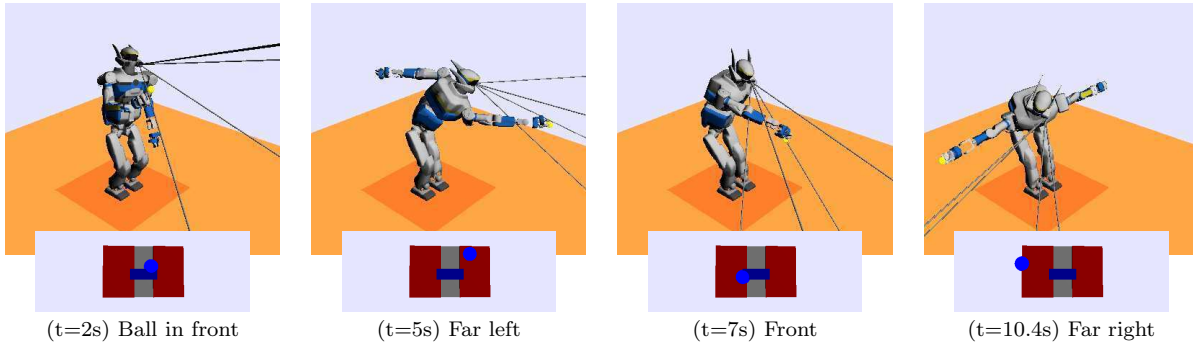 (t=2s) Ball in front
(t=5s) Far left
(t=7s) Front
(t=10.4s) Far right